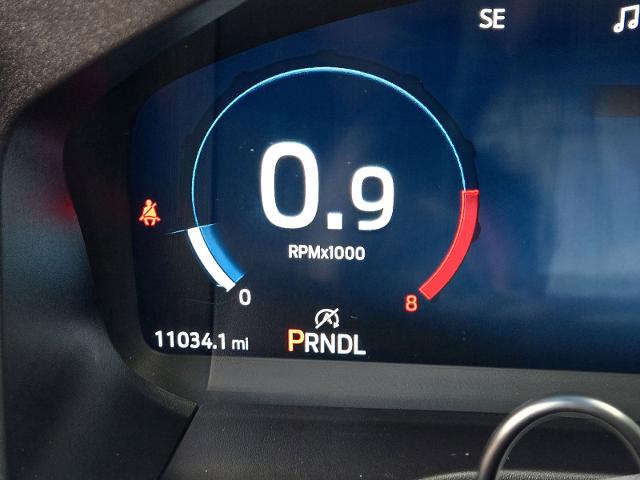 SE
0.9
RPMx1000
0
8
11034.1 mi
PRNDL